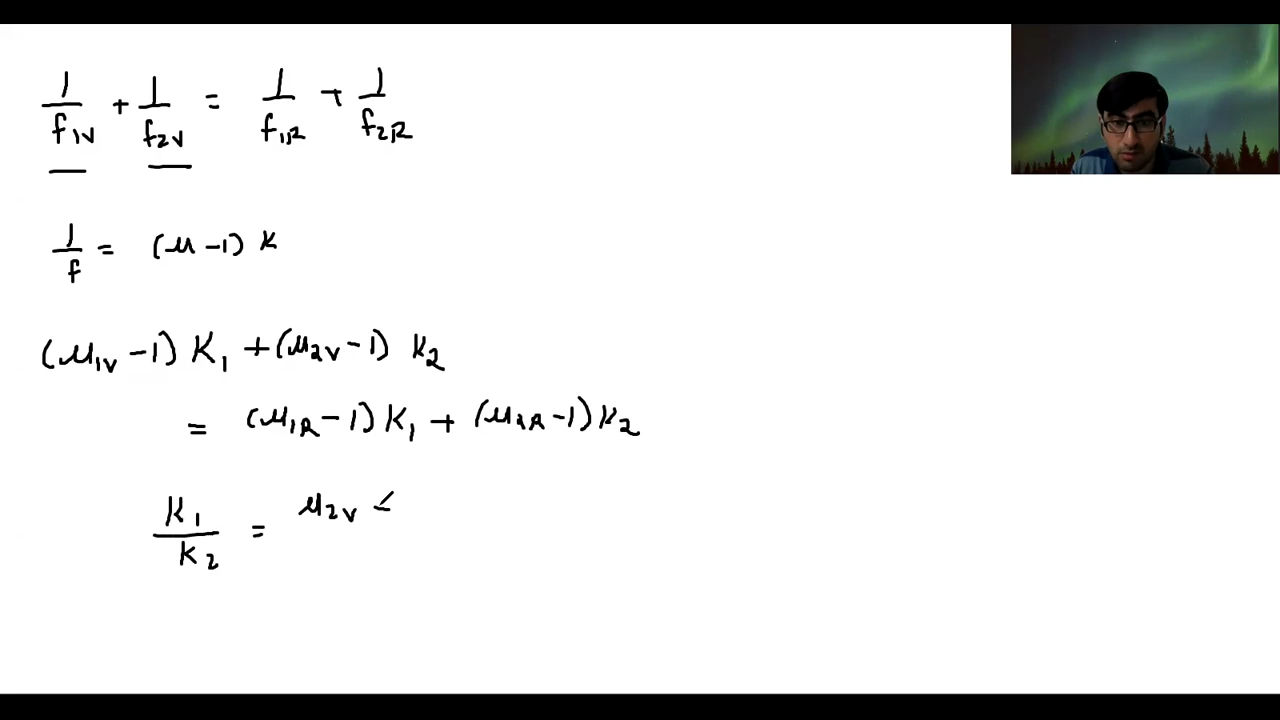 1/f1V + 1/f2V = 1/f1R + 1/f2R
1/f = (μ-1) K
(μ1V - 1) K1 + (μ2V - 1) K2
= (μ1R - 1) K1 + (μ2R - 1) K2
K1/K2 = μ2V